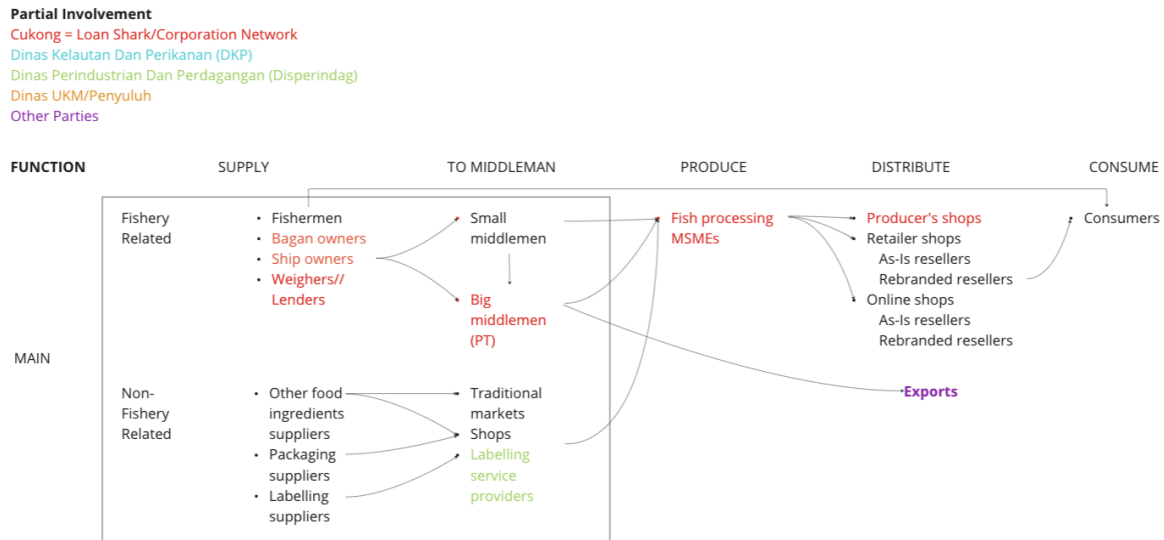 Partial Involvement
Cukong = Loan Shark/Corporation Network
Dinas Kelautan Dan Perikanan (DKP)
Dinas Perindustrian Dan Perdagangan (Disperindag)
Dinas UKM/Penyuluh
Other Parties
FUNCTION
SUPPLY
TO MIDDLEMAN
PRODUCE
DISTRIBUTE
CONSUME
MAIN
Fishery
Related
• Fishermen
• Bagan owners
• Ship owners
• Weighers//
Lenders
• Small
middlemen
• Big
middlemen
(PT)
• Fish processing
MSMEs
• Producer's shops
• Retailer shops
As-Is resellers
Rebranded resellers
• Online shops
As-Is resellers
Rebranded resellers
• Consumers
Exports
Non-
Fishery
Related
• Other food
ingredients
suppliers
• Packaging
suppliers
• Labelling
suppliers
• Traditional
markets
• Shops
• Labelling
service
providers